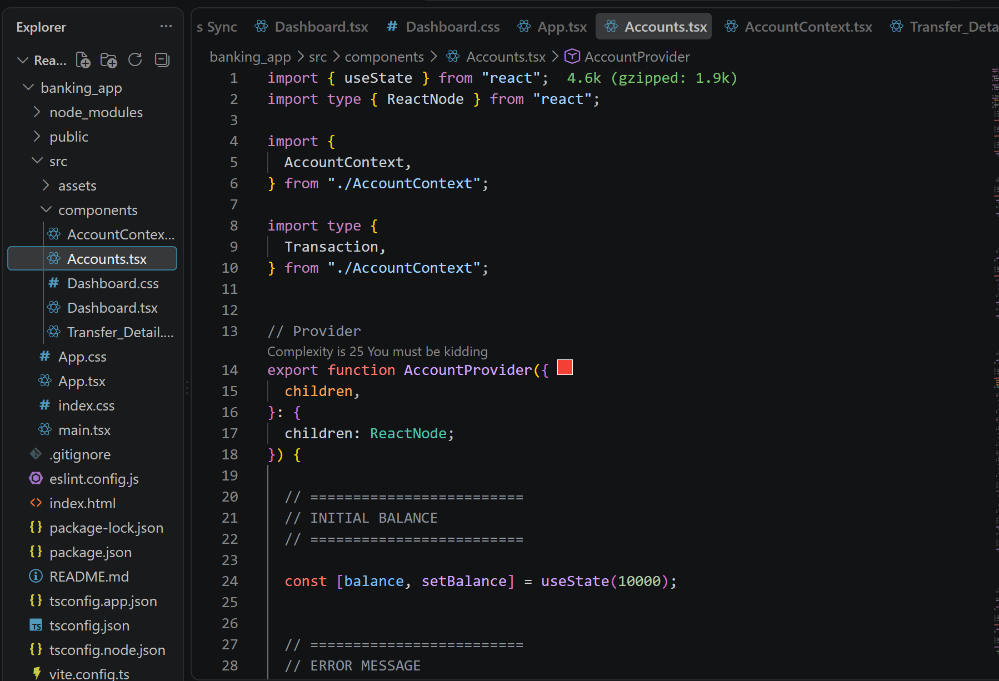 Explorer
Rea...
banking_app
node_modules
public
src
assets
components
AccountContex...
Accounts.tsx
Dashboard.css
Dashboard.tsx
Transfer_Detail....
App.css
App.tsx
index.css
main.tsx
.gitignore
eslint.config.js
index.html
package-lock.json
package.json
README.md
tsconfig.app.json
tsconfig.json
tsconfig.node.json
vite.config.ts
s Sync Dashboard.tsx Dashboard.css App.tsx Accounts.tsx AccountContext.tsx Transfer_Deta
banking_app > src > components > Accounts.tsx > AccountProvider
1 import { useState } from "react"; 4.6k (gzipped: 1.9k)
2 import type { ReactNode } from "react";
3
4 import {
5 AccountContext,
6 } from "./AccountContext";
7
8 import type {
9 Transaction,
10 } from "./AccountContext";
11
12
13 // Provider
Complexity is 25 You must be kidding
14 export function AccountProvider({
15 children,
16 }: {
17 children: ReactNode;
18 }) {
19
20 // =========================
21 // INITIAL BALANCE
22 // =========================
23
24 const [balance, setBalance] = useState(10000);
25
26
27 // =========================
28 // ERROR MESSAGE